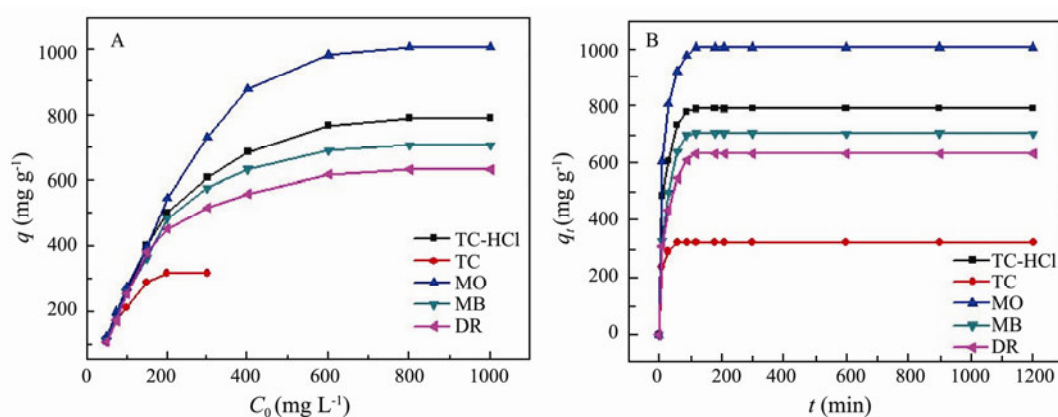 A
1000
800
600
400
200
q (mg g⁻¹)
TC-HCl
TC
MO
MB
DR
0 200 400 600 800 1000
C₀ (mg L⁻¹)
B
1000
800
600
400
200
0
qₜ (mg g⁻¹)
TC-HCl
TC
MO
MB
DR
0 200 400 600 800 1000 1200
t (min)